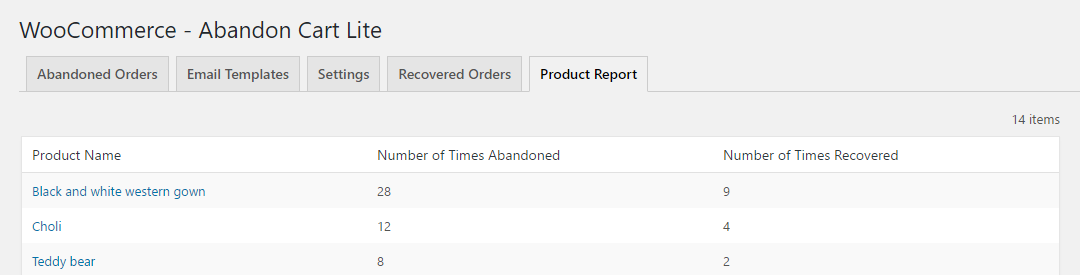 WooCommerce - Abandon Cart Lite
Abandoned Orders Email Templates Settings Recovered Orders Product Report
14 items
Product Name Number of Times Abandoned Number of Times Recovered
Black and white western gown 28 9
Choli 12 4
Teddy bear 8 2